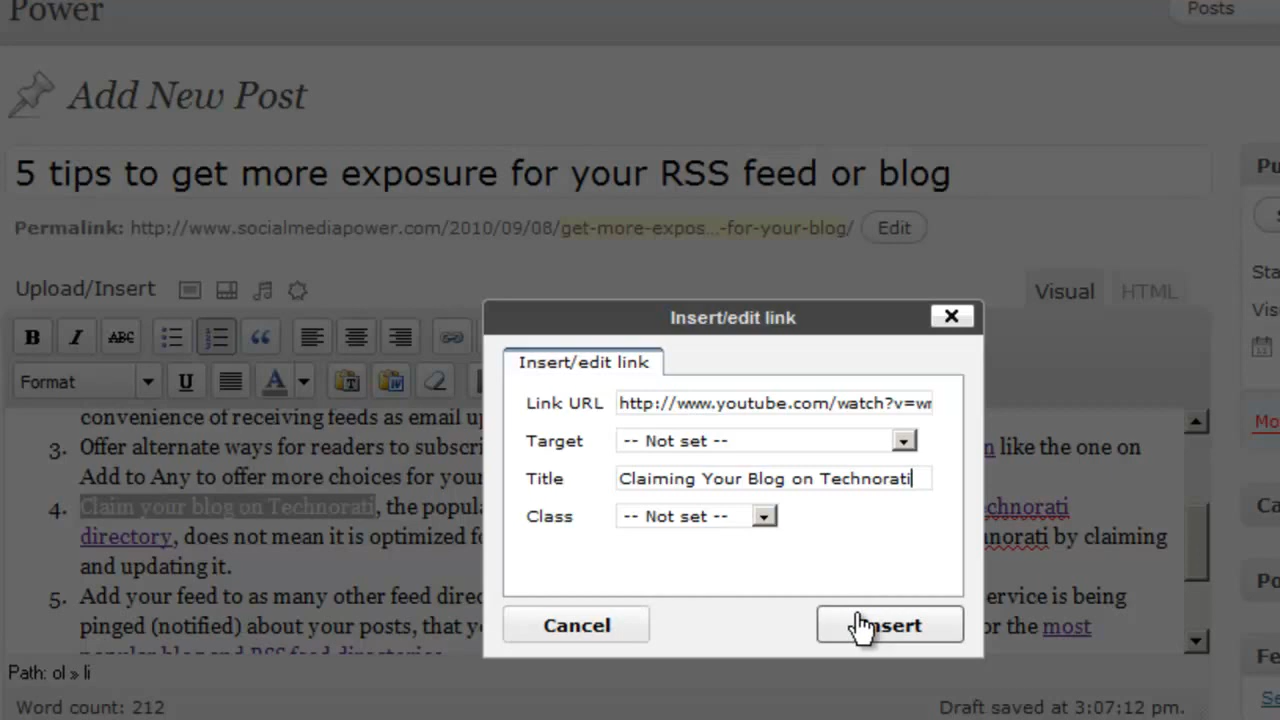 Power
Posts
Add New Post
5 tips to get more exposure for your RSS feed or blog
Permalink: http://www.socialmediapower.com/2010/09/08/get-more-expos...-for-your-blog/ Edit
Upload/Insert
Visual HTML
B I ABC
Format U A
Insert/edit link
Insert/edit link
Link URL http://www.youtube.com/watch?v=
Target -- Not set --
Title Claiming Your Blog on Technorati
Class -- Not set --
Cancel Insert
convenience of receiving feeds as email
3. Offer alternate ways for readers to like the one on
Add to Any to offer more choices for
4. Claim your blog on Technorati, the
directory, does not mean it is optimized by claiming
and updating it.
5. Add your feed to as many other feed is being
pinged (notified) about your posts, that or the most
popular blog and RSS feed directories
Path: ol » li
Word count: 212
Draft saved at 3:07:12 pm.